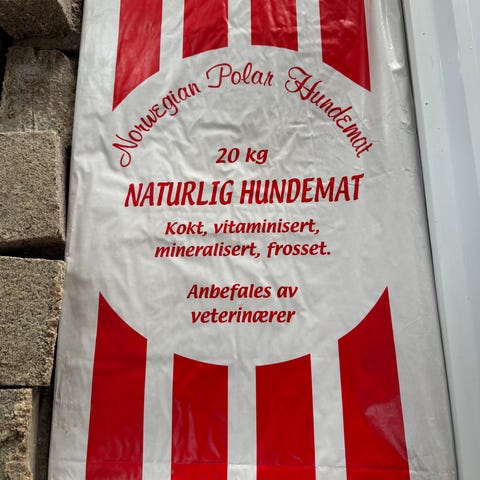 Norwegian Polar Hundemat
20 kg
NATURLIG HUNDEMAT
Kokt, vitaminisert,
mineralisert, frosset.
Anbefales av
veterinærer